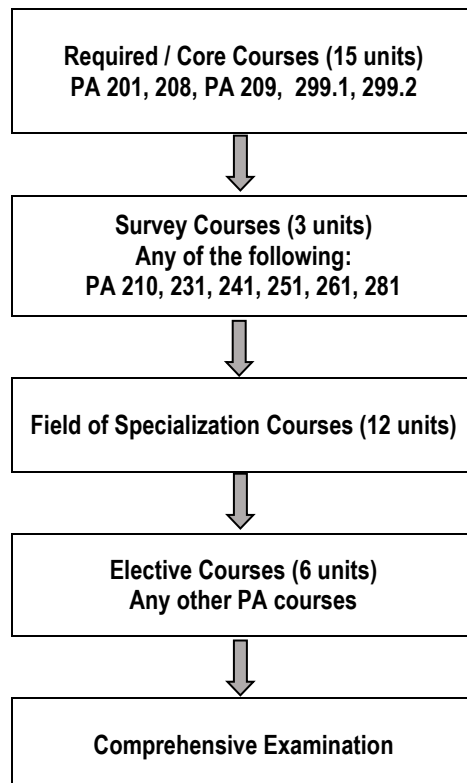 Required / Core Courses (15 units)
PA 201, 208, PA 209, 299.1, 299.2
Survey Courses (3 units)
Any of the following:
PA 210, 231, 241, 251, 261, 281
Field of Specialization Courses (12 units)
Elective Courses (6 units)
Any other PA courses
Comprehensive Examination